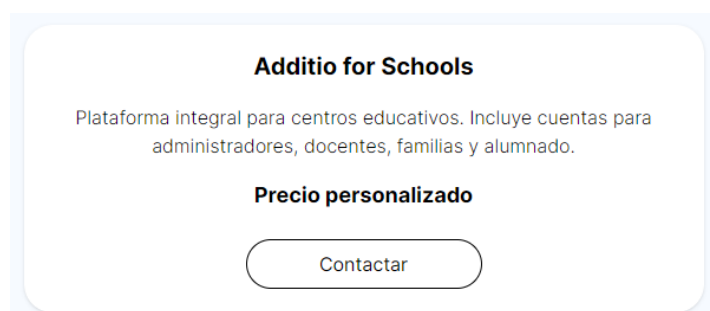 Additio for Schools
Plataforma integral para centros educativos. Incluye cuentas para
administradores, docentes, familias y alumnado.
Precio personalizado
Contactar